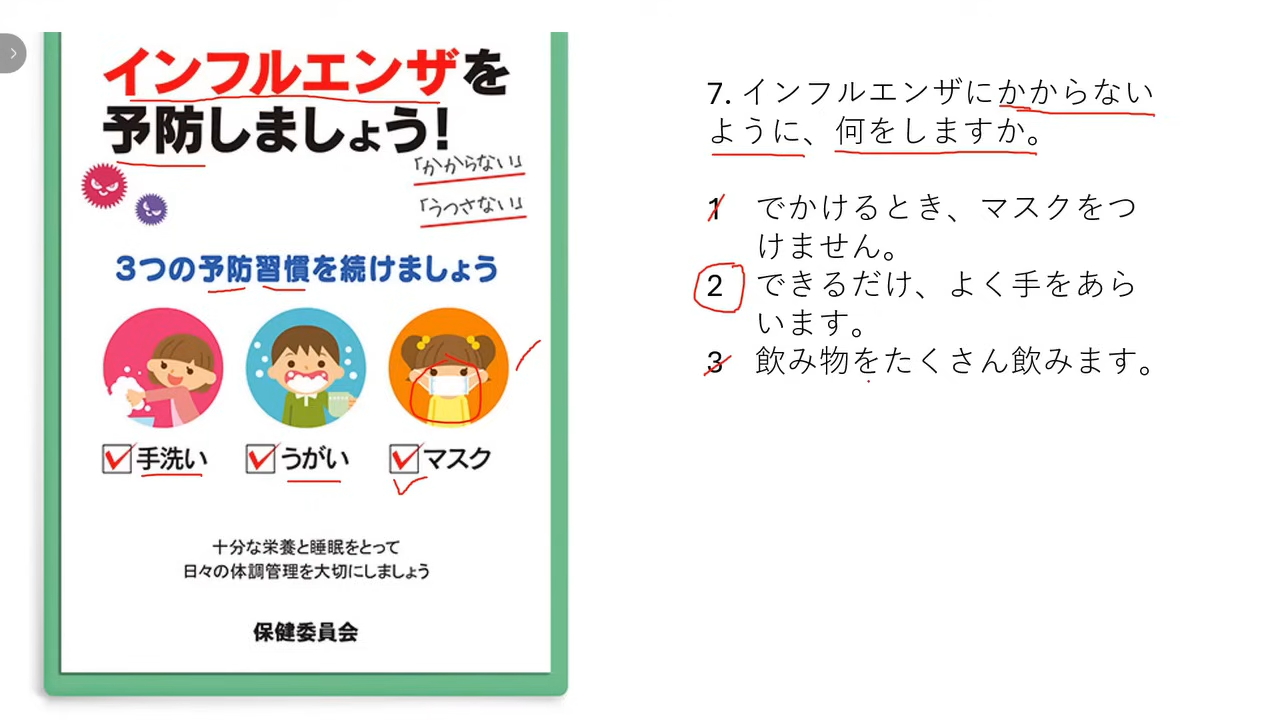 インフルエンザを
予防しましょう!
「かからない」
「うつさない」
3つの予防習慣を続けましょう
手洗い
うがい
マスク
十分な栄養と睡眠をとって
日々の体調管理を大切にしましょう
保健委員会
7. インフルエンザにかからない
ように、何をしますか。
1 でかけるとき、マスクをつ
けません。
2 できるだけ、よく手をあら
います。
3 飲み物をたくさん飲みます。